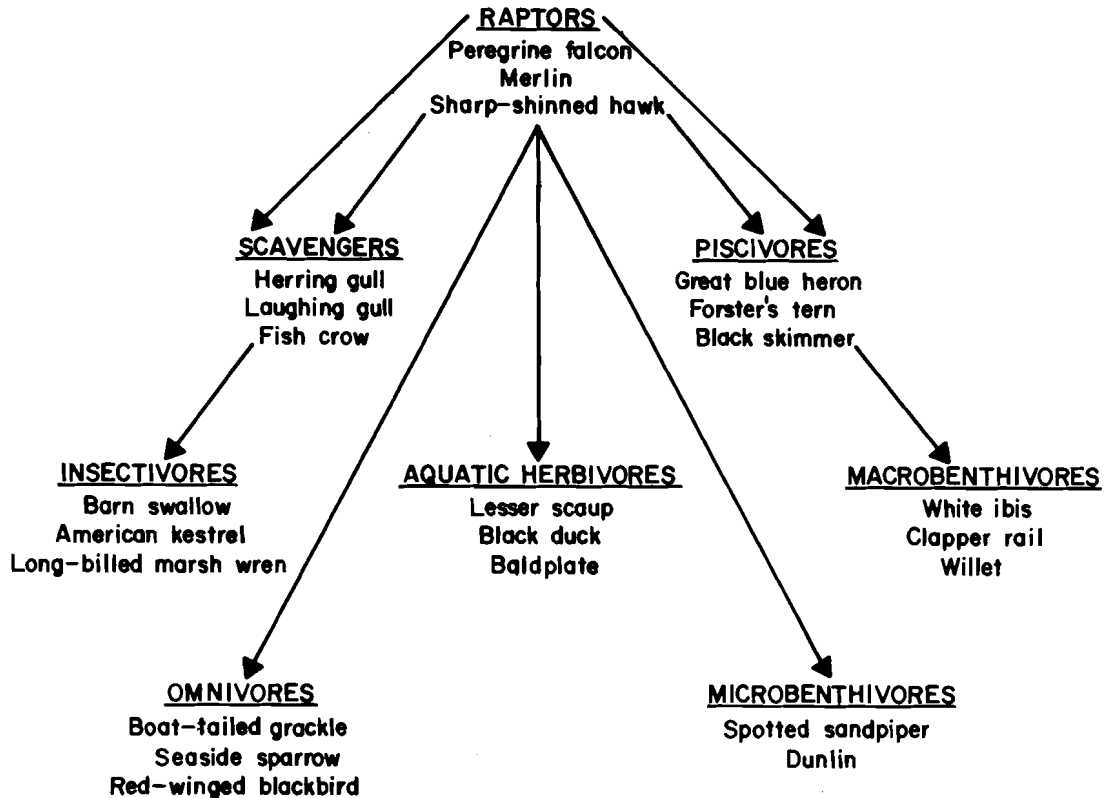 RAPTORS
Peregrine falcon
Merlin
Sharp-shinned hawk
SCAVENGERS
Herring gull
Laughing gull
Fish crow
PISCIVORES
Great blue heron
Forster's tern
Black skimmer
INSECTIVORES
Barn swallow
American kestrel
Long-billed marsh wren
AQUATIC HERBIVORES
Lesser scaup
Black duck
Baldplate
MACROBENTHIVORES
White ibis
Clapper rail
Willet
OMNIVORES
Boat-tailed grackle
Seaside sparrow
Red-winged blackbird
MICROBENTHIVORES
Spotted sandpiper
Dunlin